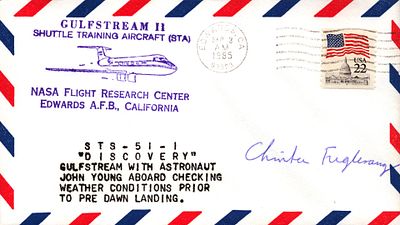 GULFSTREAM II
SHUTTLE TRAINING AIRCRAFT (STA)
NASA FLIGHT RESEARCH CENTER
EDWARDS A.F.B., CALIFORNIA
1985
USA
22
STS-51-I
"DISCOVERY"
GULFSTREAM WITH ASTRONAUT
JOHN YOUNG ABOARD CHECKING
WEATHER CONDITIONS PRIOR
TO PRE DAWN LANDING.
Christer Fuglesang